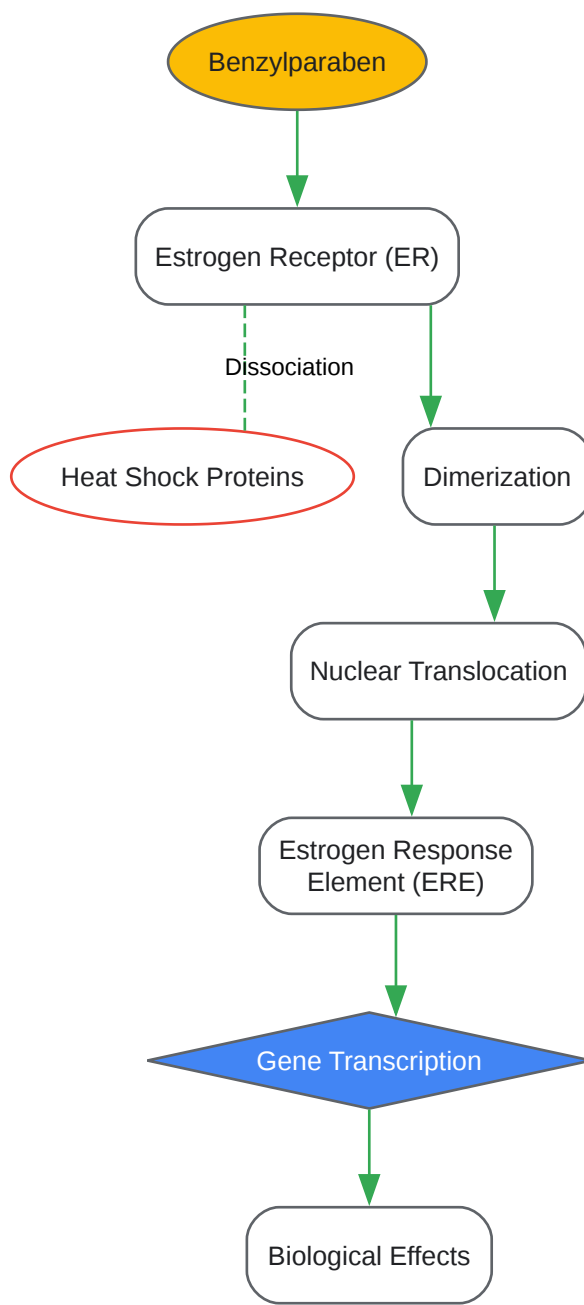 Benzylparaben
Estrogen Receptor (ER)
Dissociation
Heat Shock Proteins
Dimerization
Nuclear Translocation
Estrogen Response
Element (ERE)
Gene Transcription
Biological Effects